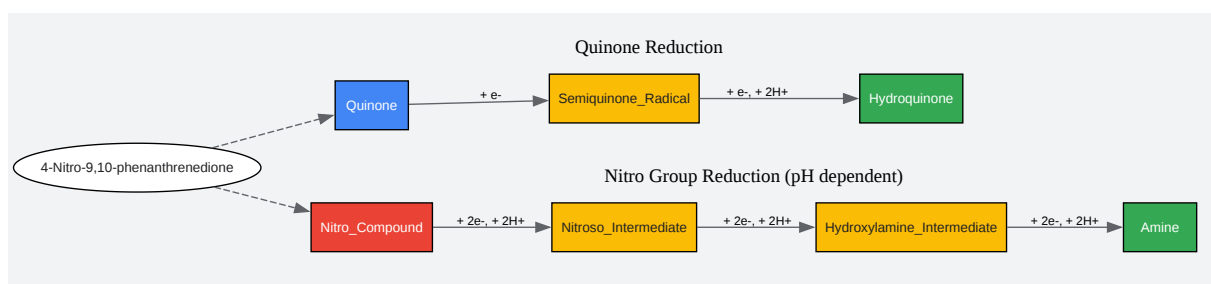 Quinone Reduction
Quinone
+ e-
Semiquinone_Radical
+ e-, + 2H+
Hydroquinone
4-Nitro-9,10-phenanthrenedione
Nitro Group Reduction (pH dependent)
Nitro_Compound
+ 2e-, + 2H+
Nitroso_Intermediate
+ 2e-, + 2H+
Hydroxylamine_Intermediate
+ 2e-, + 2H+
Amine